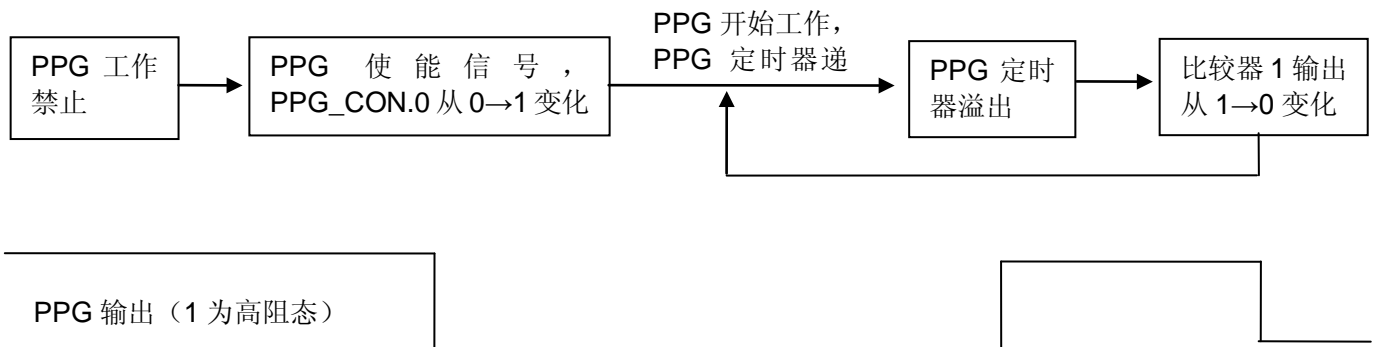 PPG 开始工作，
PPG 定时器递
PPG 工作
禁止
PPG 使能信号，
PPG_CON.0 从 0→1 变化
PPG 定时
器溢出
比较器 1 输出
从 1→0 变化
PPG 输出（1 为高阻态）